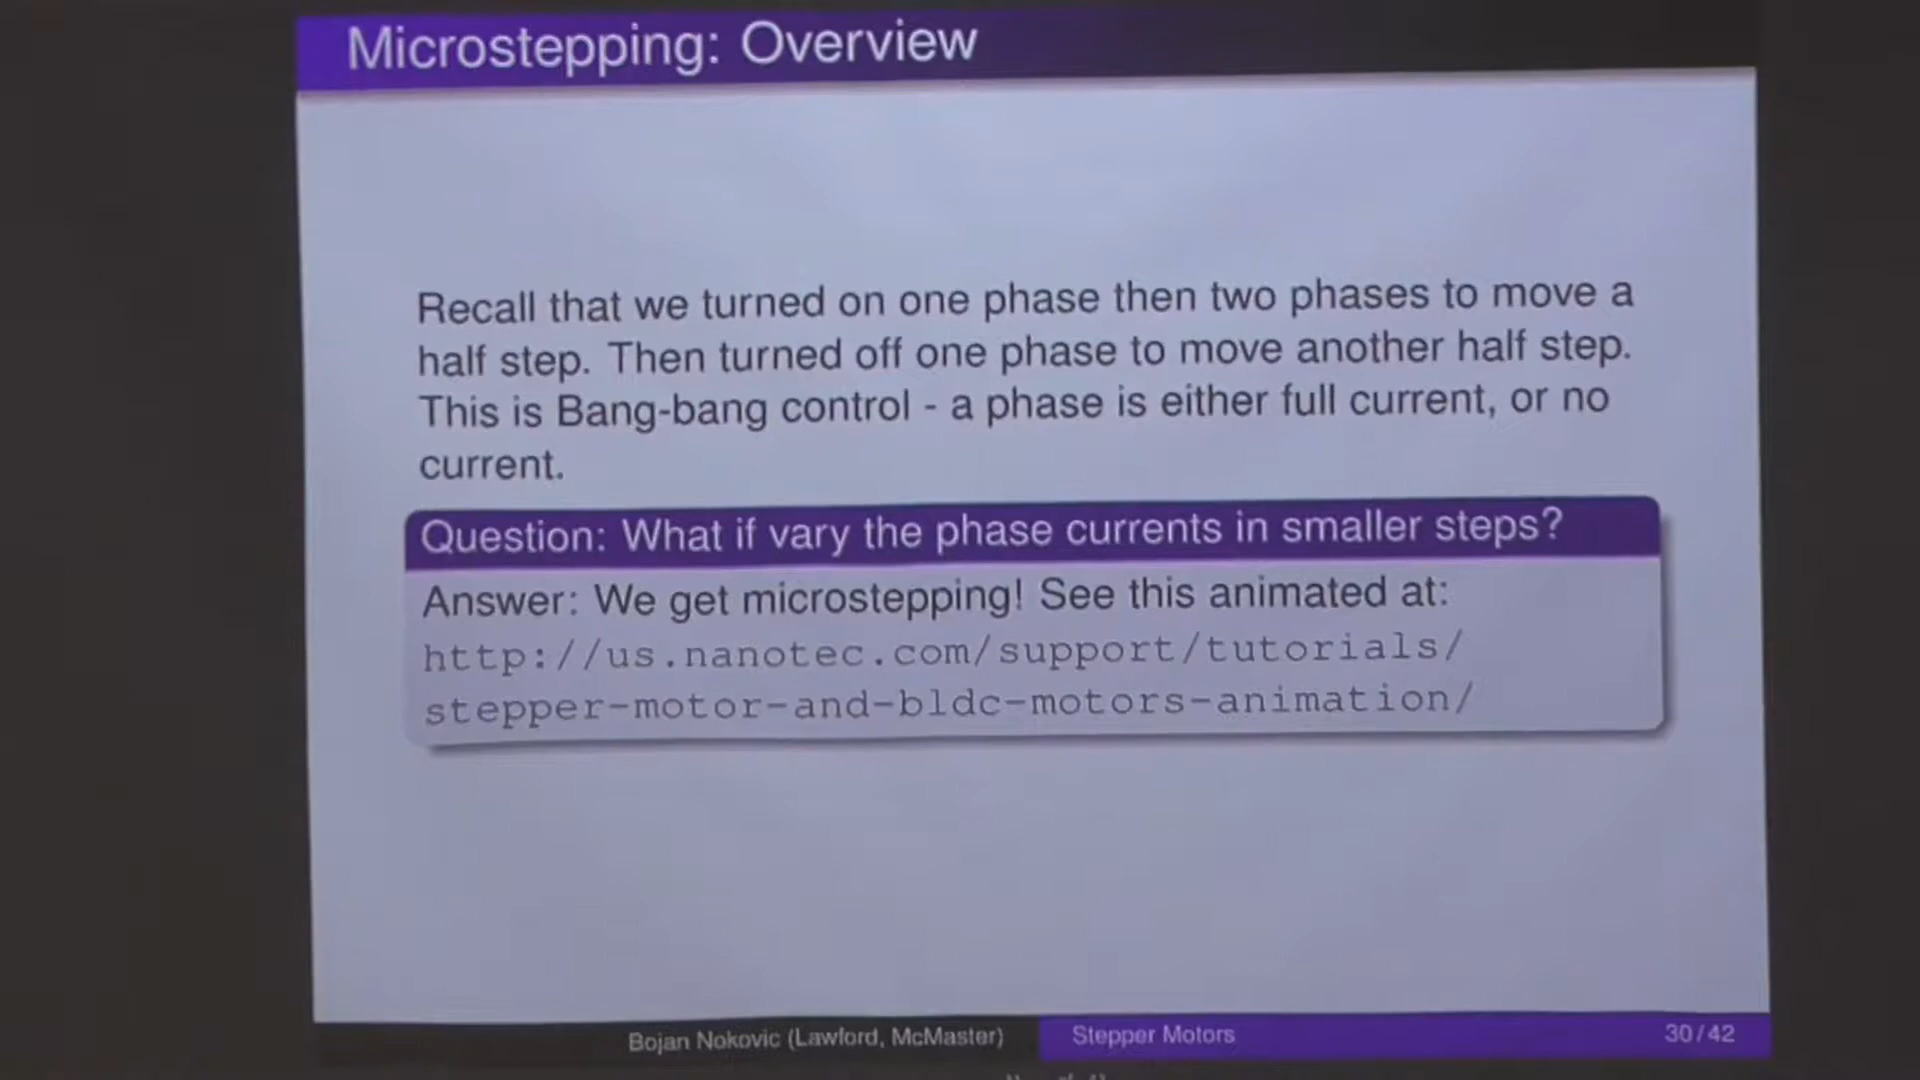 Microstepping: Overview
Recall that we turned on one phase then two phases to move a
half step. Then turned off one phase to move another half step.
This is Bang-bang control - a phase is either full current, or no
current.
Question: What if vary the phase currents in smaller steps?
Answer: We get microstepping! See this animated at:
http://us.nanotec.com/support/tutorials/
stepper-motor-and-bldc-motors-animation/
Bojan Nokovic (Lawford, McMaster)
Stepper Motors
30/42